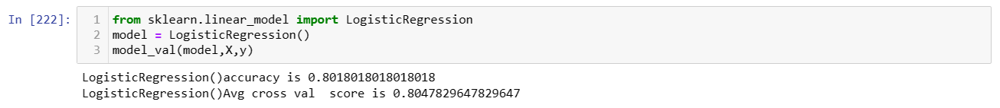 In [222]:
1 from sklearn.linear_model import LogisticRegression
2 model = LogisticRegression()
3 model_val(model,X,y)
LogisticRegression()accuracy is 0.8018018018018018
LogisticRegression()Avg cross val  score is 0.8047829647829647